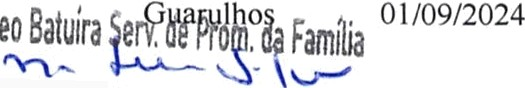 Guarulhos 01/09/2024
eo Batuíra Serv. de Prom. da Família